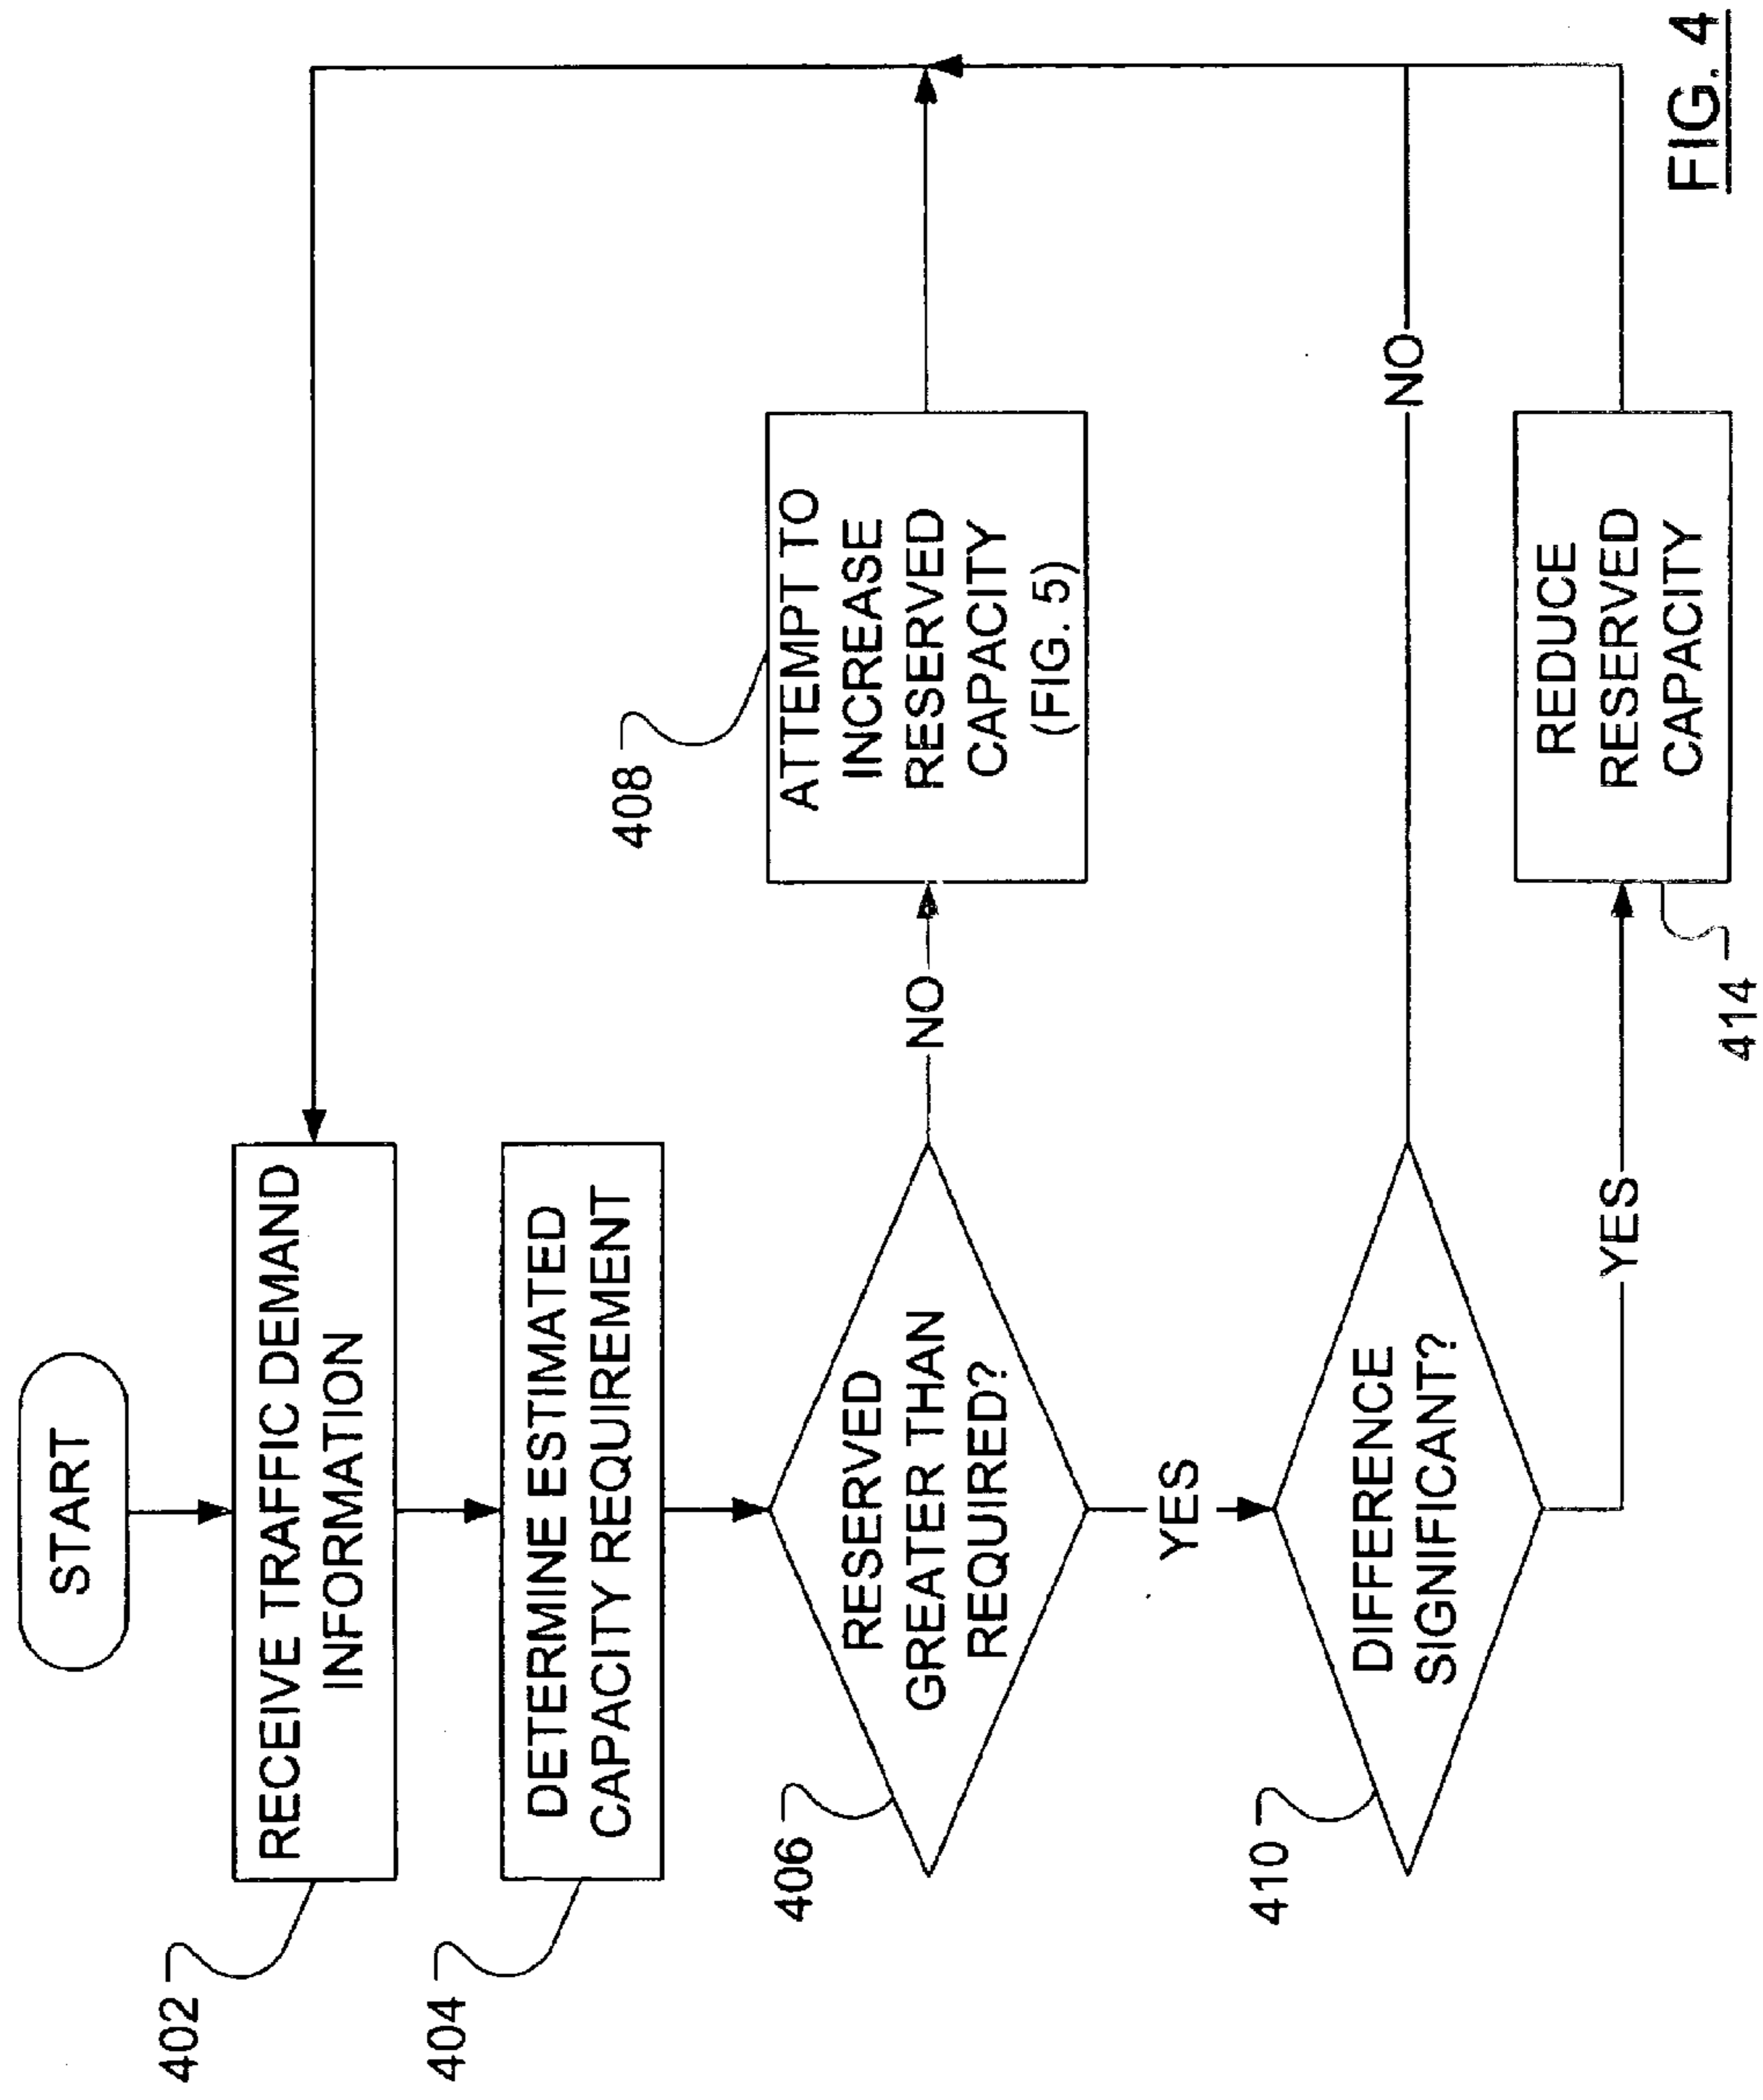 START
402
RECEIVE TRAFFIC DEMAND
INFORMATION
404
DETERMINE ESTIMATED
CAPACITY REQUIREMENT
406
RESERVED
GREATER THAN
REQUIRED?
NO
408
ATTEMPT TO
INCREASE
RESERVED
CAPACITY
(FIG. 5)
YES
410
DIFFERENCE
SIGNIFICANT?
NO
YES
414
REDUCE
RESERVED
CAPACITY
FIG. 4